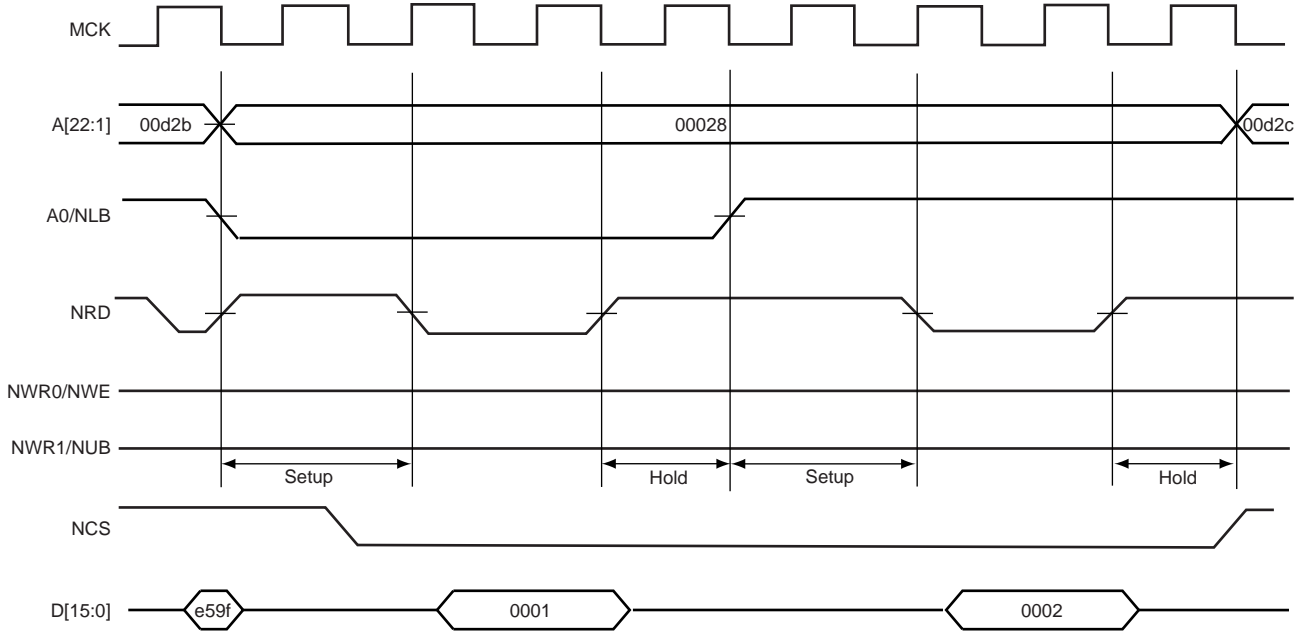 MCK
A[22:1] 00d2b 00028 00d2c
A0/NLB
NRD
NWR0/NWE
NWR1/NUB
Setup Hold Setup Hold
NCS
D[15:0] e59f 0001 0002